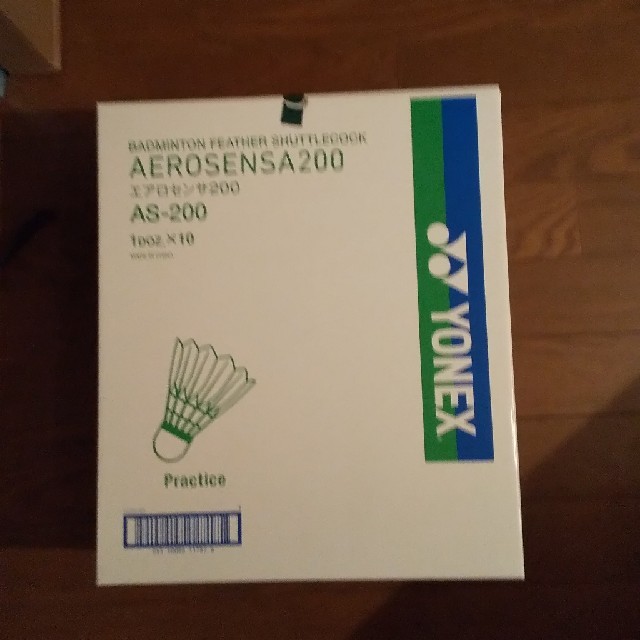 BADMINTON FEATHER SHUTTLECOCK
AEROSENSA200
エアロセンサ200
AS-200
1DOZ.×10
YONEX
Practice